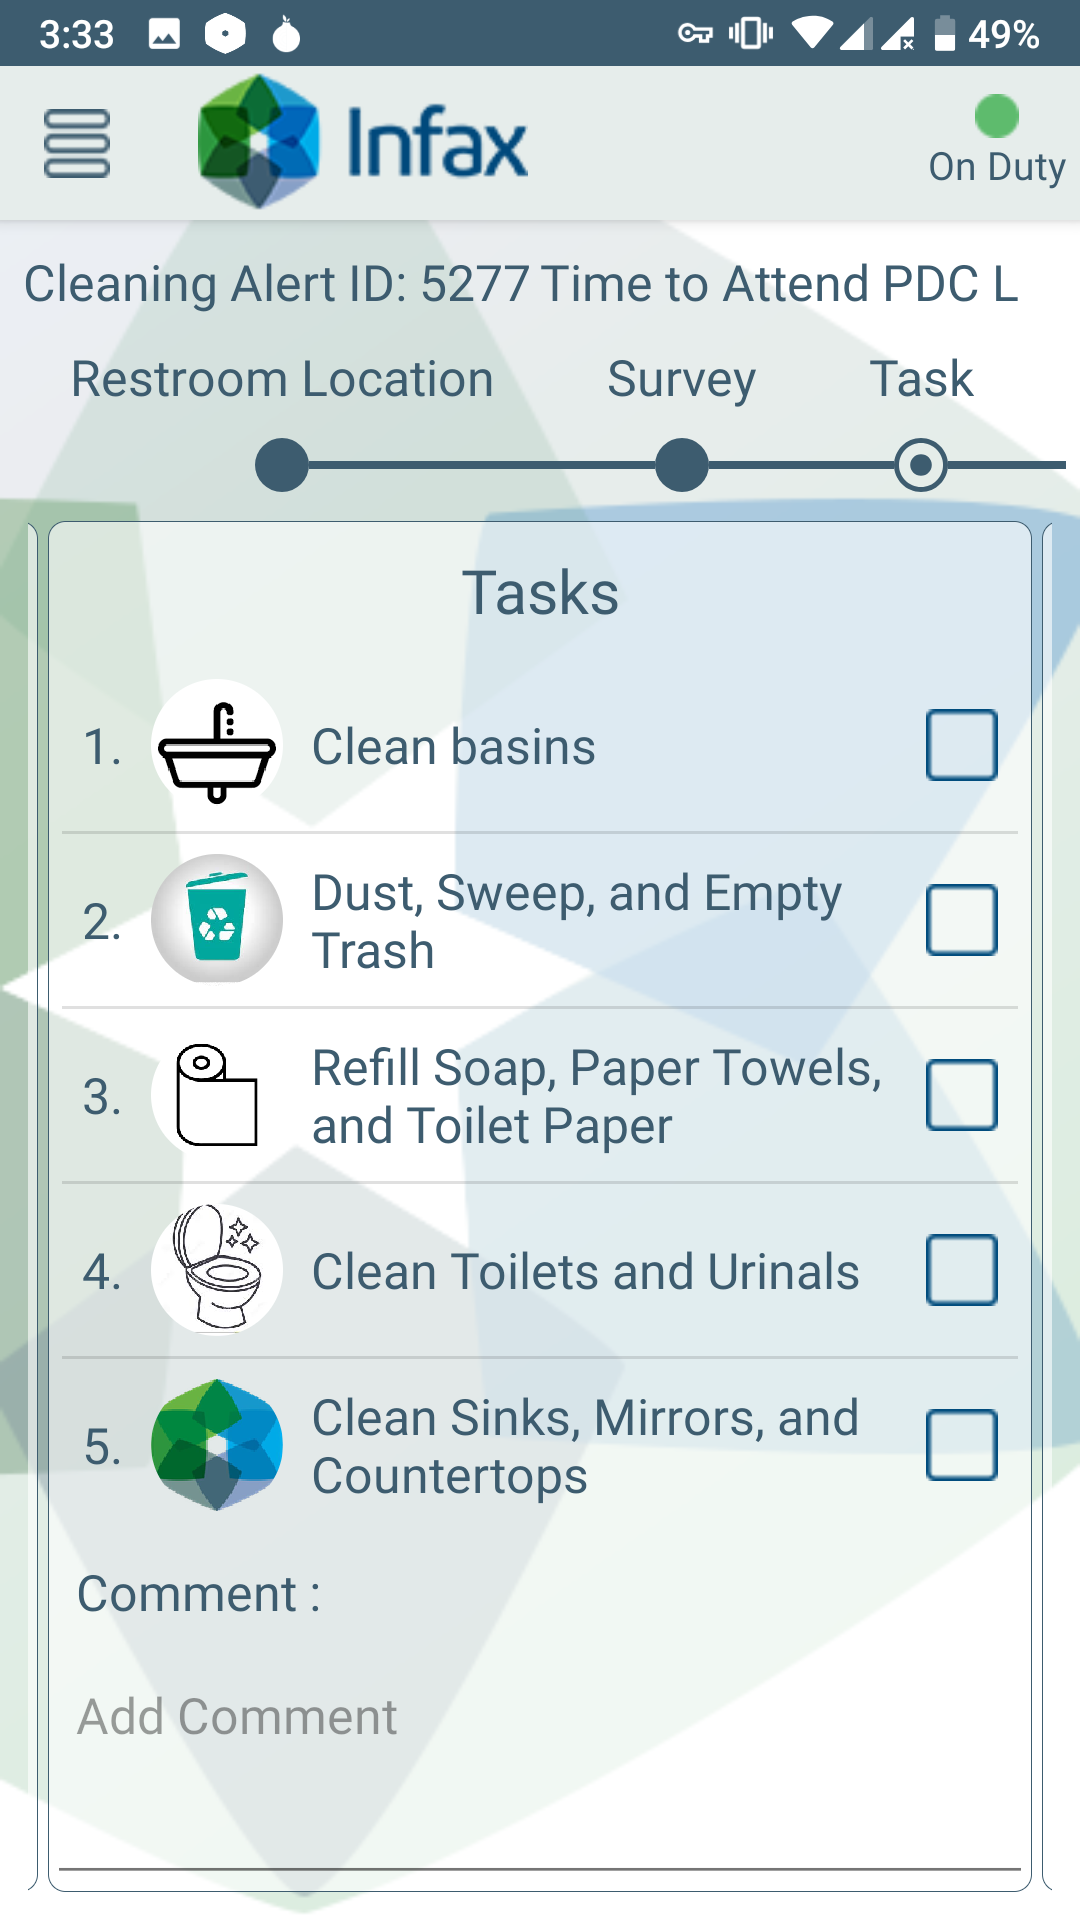 3:33
49%
Infax
On Duty
Cleaning Alert ID: 5277 Time to Attend PDC L
Restroom Location
Survey
Task
Tasks
1. Clean basins
2. Dust, Sweep, and Empty
Trash
3. Refill Soap, Paper Towels,
and Toilet Paper
4. Clean Toilets and Urinals
5. Clean Sinks, Mirrors, and
Countertops
Comment :
Add Comment